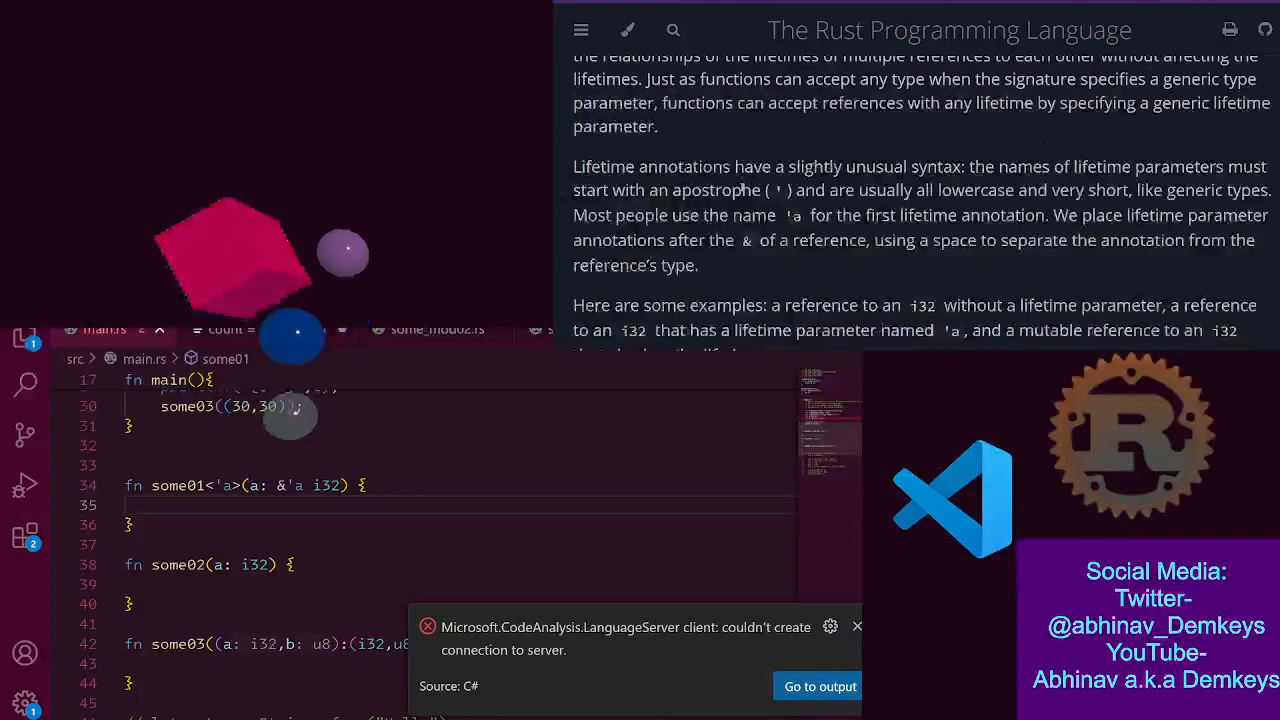 The Rust Programming Language
the relationships of the lifetimes of multiple references to each other without affecting the
lifetimes. Just as functions can accept any type when the signature specifies a generic type
parameter, functions can accept references with any lifetime by specifying a generic lifetime
parameter.
Lifetime annotations have a slightly unusual syntax: the names of lifetime parameters must
start with an apostrophe (') and are usually all lowercase and very short, like generic types.
Most people use the name 'a for the first lifetime annotation. We place lifetime parameter
annotations after the & of a reference, using a space to separate the annotation from the
reference's type.
Here are some examples: a reference to an i32 without a lifetime parameter, a reference
to an i32 that has a lifetime parameter named 'a, and a mutable reference to an i32
main.rs 2 count = some_modu2.rs
1
src > main.rs > some01
17 fn main(){
30 some03((30,30));
31 }
32
33
34 fn some01<'a>(a: &'a i32) {
35
36 }
37
38 fn some02(a: i32) {
39
40 }
41
42 fn some03((a: i32,b: u8):(i32,u8
43
44 }
45
2
1
Microsoft.CodeAnalysis.LanguageServer client: couldn't create
connection to server.
Source: C#
Go to output
R
Social Media:
Twitter-
@abhinav_Demkeys
YouTube-
Abhinav a.k.a Demkeys